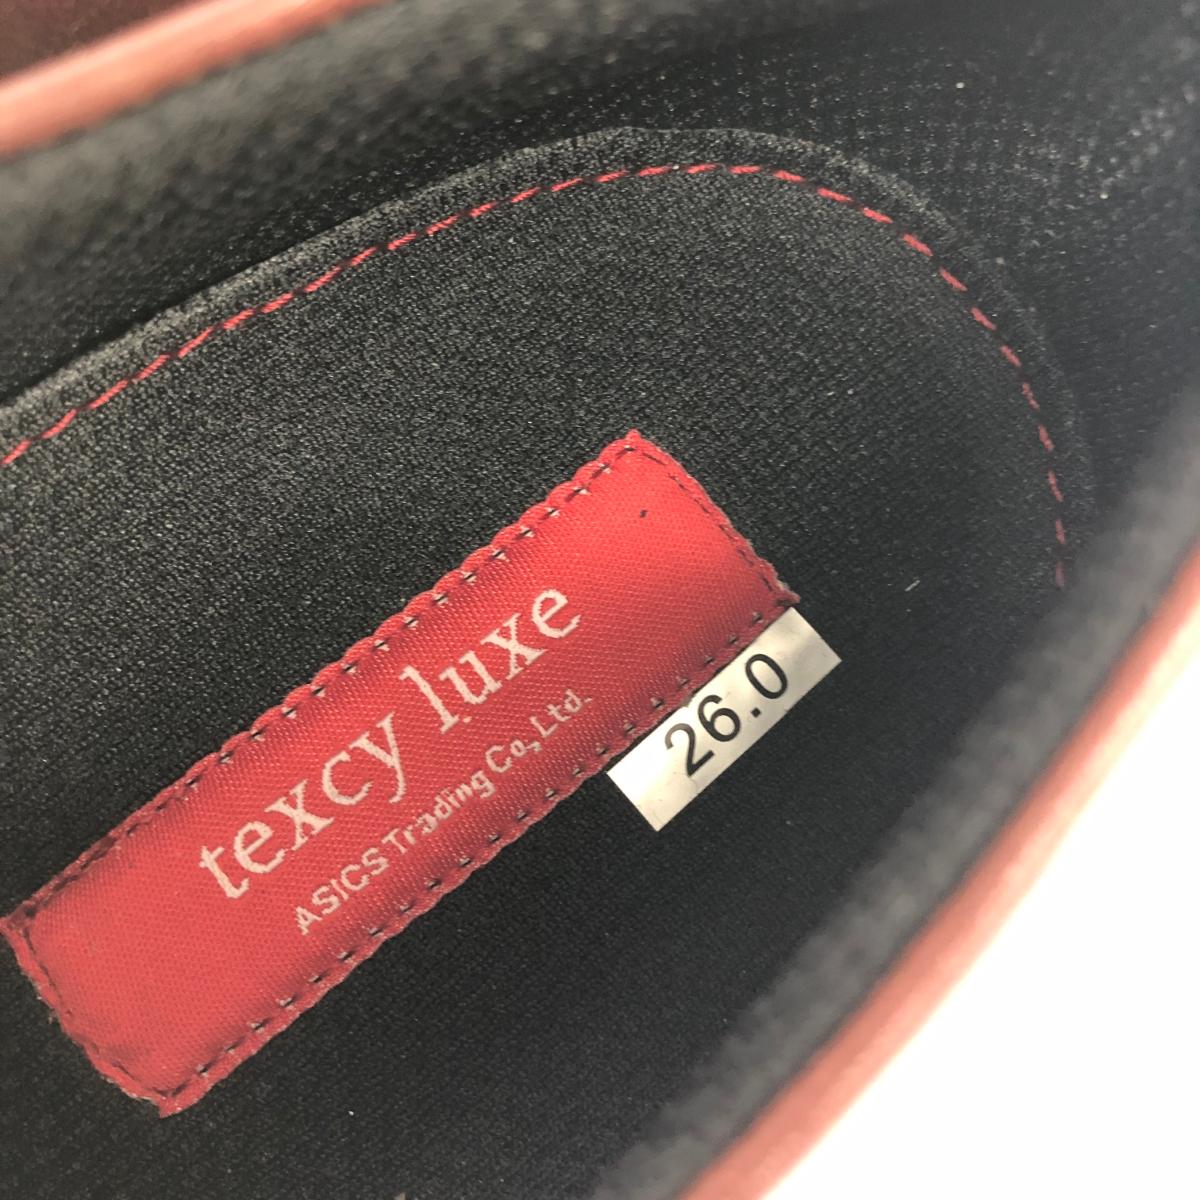 texcy luxe
ASICS Trading Co., Ltd.
26.0